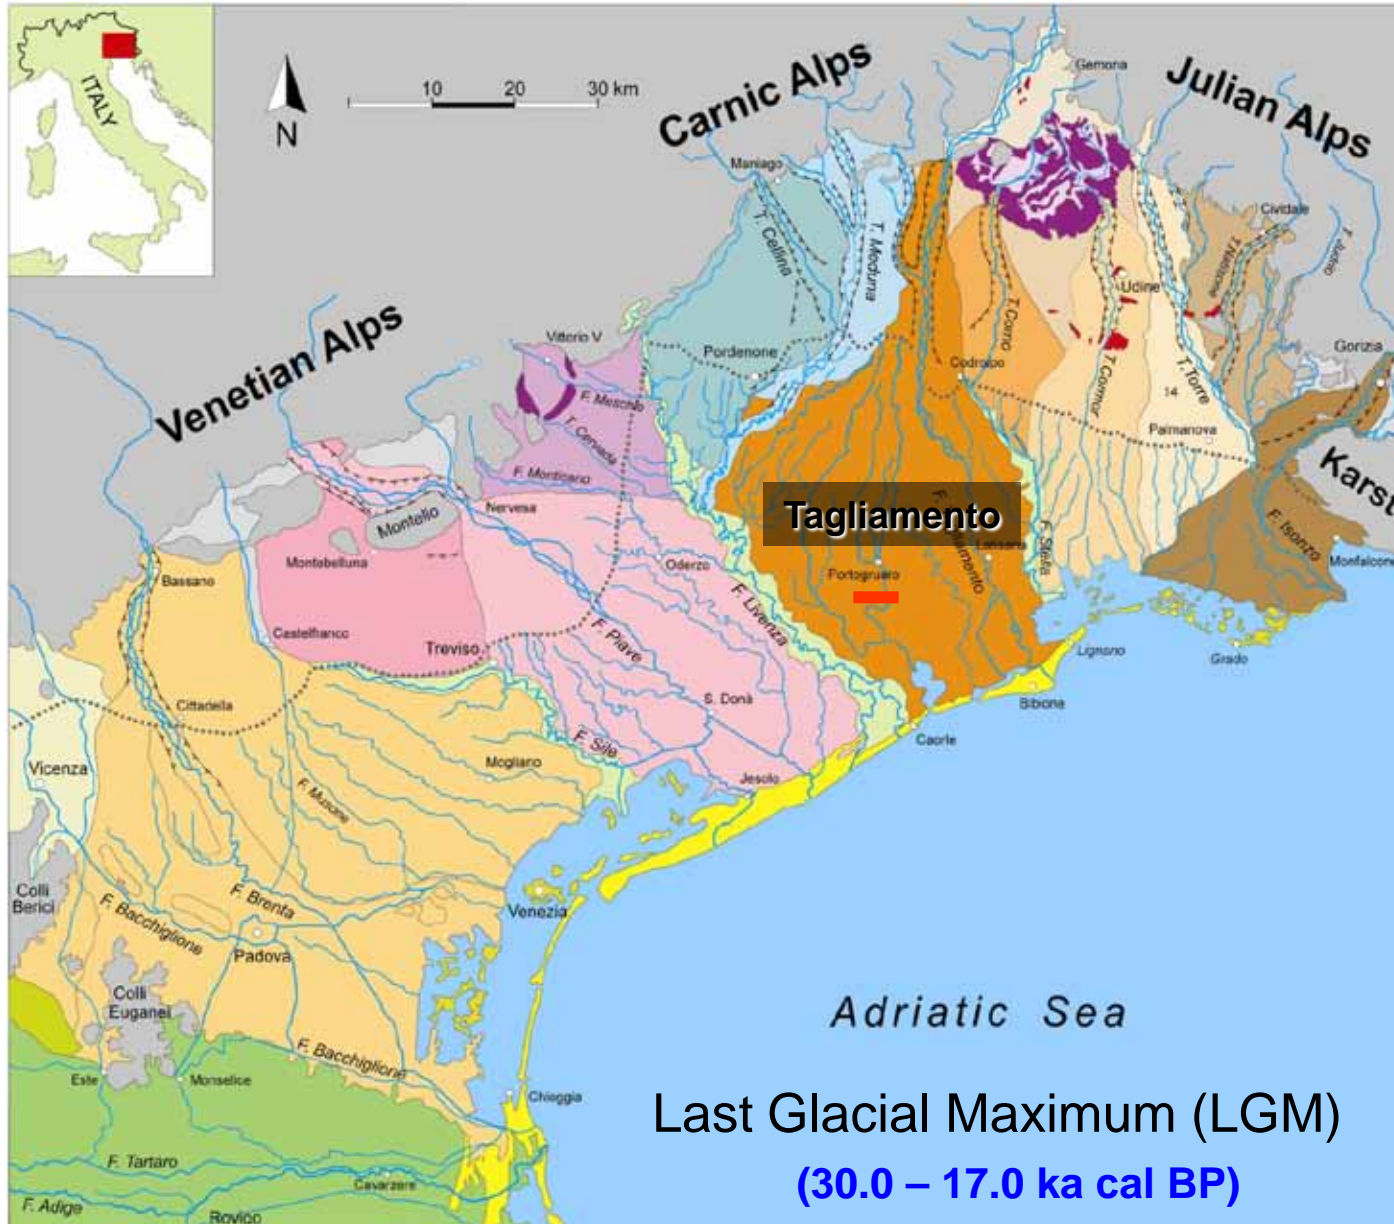 ITALY
N
10 20 30 km
Carnic Alps
Julian Alps
Venetian Alps
Karst
Gemona
Maniago
Cividale
T. Cellina
T. Meduna
T. Natisone
T. Judrio
Udine
Vittorio V
Pordenone
Codroipo
T. Corno
T. Cormor
T. Torre
14
Gorizia
F. Meschio
T. Cervada
F. Monticano
Palmanova
Montello
Nervesa
Tagliamento
Latisana
F. Stella
F. Isonzo
Monfalcone
Montebelluna
Oderzo
Portogruaro
Bassano
F. Livenza
Castelfranco
Treviso
F. Piave
Lignano
Grado
Cittadella
S. Donà
Bibione
Caorle
F. Sile
Vicenza
Mogliano
Jesolo
F. Musone
Colli
Berici
F. Brenta
Venezia
F. Bacchiglione
Padova
Colli
Euganei
Adriatic Sea
F. Bacchiglione
Este
Monselice
Chioggia
Last Glacial Maximum (LGM)
F. Tartaro
Cavarzere
(30.0 – 17.0 ka cal BP)
F. Adige
Rovigo